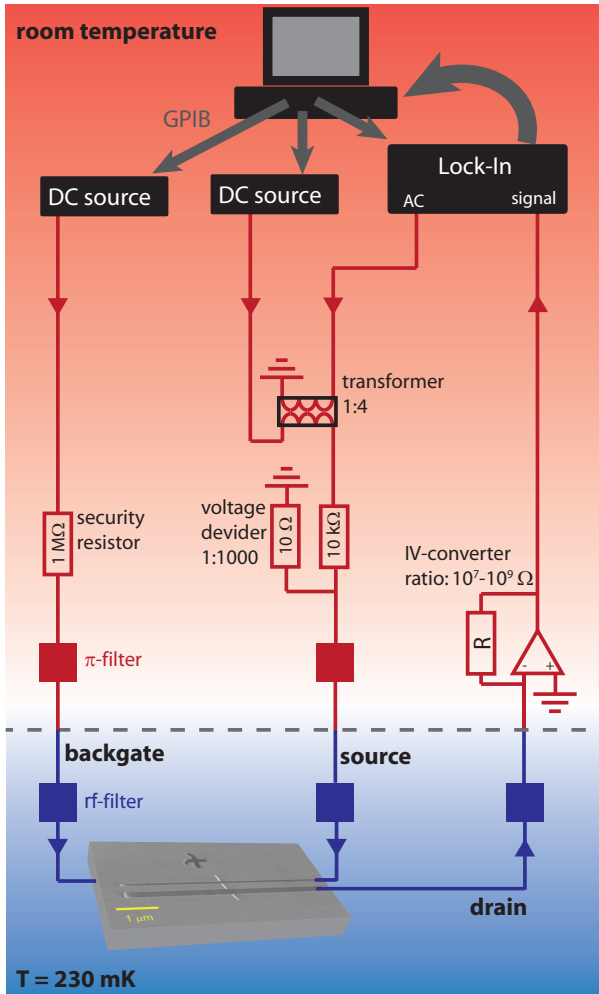 room temperature
GPIB
DC source
DC source
Lock-In
AC
signal
transformer
1:4
security
resistor
1 MΩ
voltage
devider
1:1000
10 Ω
10 kΩ
IV-converter
ratio: 10⁷-10⁹ Ω
R
- +
π-filter
backgate
source
rf-filter
1 µm
drain
T = 230 mK